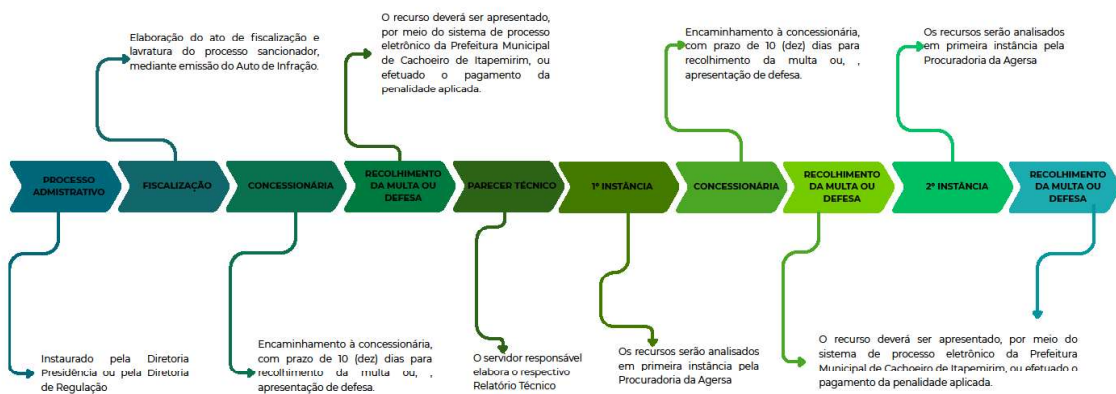 Elaboração do ato de fiscalização e
lavratura do processo sancionador,
mediante emissão do Auto de Infração.
O recurso deverá ser apresentado,
por meio do sistema de processo
eletrônico da Prefeitura Municipal
de Cachoeiro de Itapemirim, ou
efetuado o pagamento da
penalidade aplicada.
Encaminhamento à concessionária,
com prazo de 10 (dez) dias para
recolhimento da multa ou, ,
apresentação de defesa.
Os recursos serão analisados
em primeira instância pela
Procuradoria da Agersa
PROCESSO
ADMISTRATIVO
FISCALIZAÇÃO
CONCESSIONÁRIA
RECOLHIMENTO
DA MULTA OU
DEFESA
PARECER TÉCNICO
1º INSTÂNCIA
CONCESSIONÁRIA
RECOLHIMENTO
DA MULTA OU
DEFESA
2º INSTÂNCIA
RECOLHIMENTO
DA MULTA OU
DEFESA
Instaurado pela Diretoria
Presidência ou pela Diretoria
de Regulação
Encaminhamento à concessionária,
com prazo de 10 (dez) dias para
recolhimento da multa ou, ,
apresentação de defesa.
O servidor responsável
elabora o respectivo
Relatório Técnico
Os recursos serão analisados
em primeira instância pela
Procuradoria da Agersa
O recurso deverá ser apresentado, por meio do
sistema de processo eletrônico da Prefeitura
Municipal de Cachoeiro de Itapemirim, ou efetuado o
pagamento da penalidade aplicada.